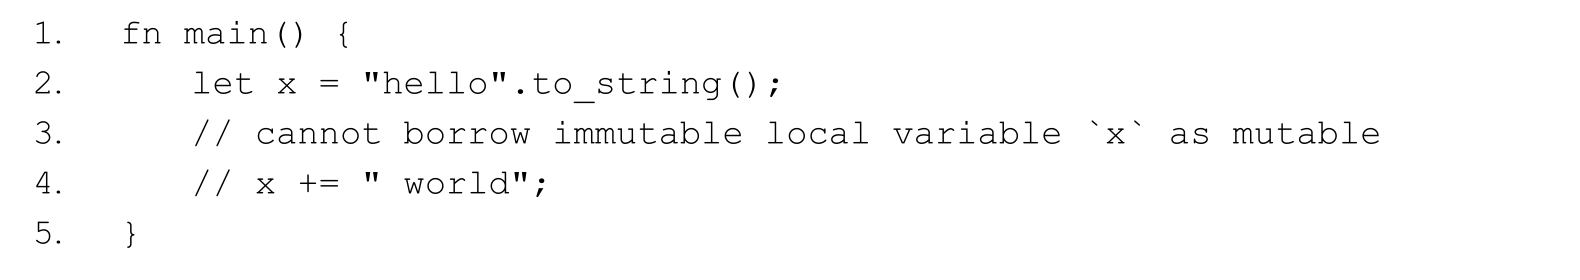 1. fn main() {
2.     let x = "hello".to_string();
3.     // cannot borrow immutable local variable `x` as mutable
4.     // x += " world";
5. }